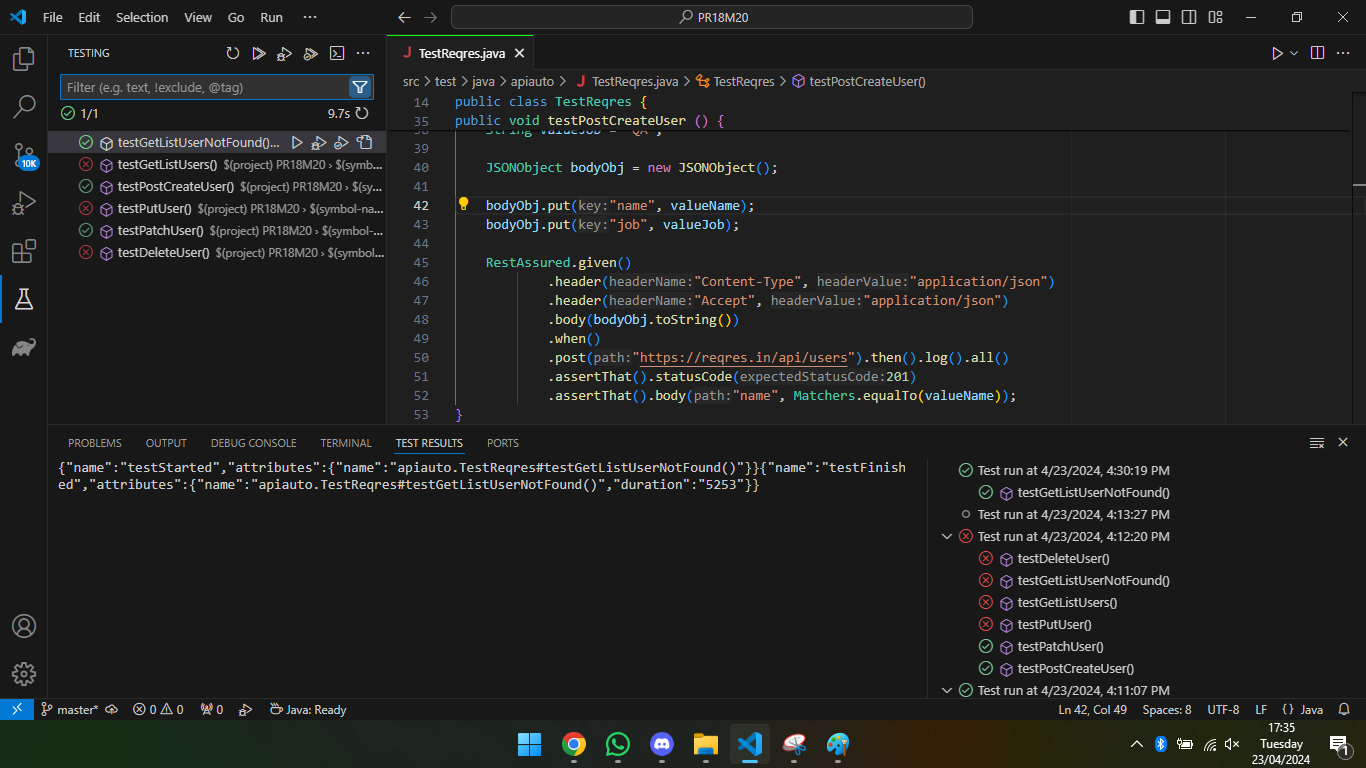 File Edit Selection View Go Run ···
PR18M20
TESTING
Filter (e.g. text, !exclude, @tag)
1/1
9.7s
testGetListUserNotFound()...
testGetListUsers() $(project) PR18M20 › $(symb...
testPostCreateUser() $(project) PR18M20 › $(sy...
testPutUser() $(project) PR18M20 › $(symbol-na...
testPatchUser() $(project) PR18M20 › $(symbol-...
testDeleteUser() $(project) PR18M20 › $(symbol...
10K
TestReqres.java
src > test > java > apiauto > TestReqres.java > TestReqres > testPostCreateUser()
14 public class TestReqres {
35 public void testPostCreateUser () {
38 String valueJob = "QA";
39
40 JSONObject bodyObj = new JSONObject();
41
42 bodyObj.put(key:"name", valueName);
43 bodyObj.put(key:"job", valueJob);
44
45 RestAssured.given()
46 .header(headerName:"Content-Type", headerValue:"application/json")
47 .header(headerName:"Accept", headerValue:"application/json")
48 .body(bodyObj.toString())
49 .when()
50 .post(path:"https://reqres.in/api/users").then().log().all()
51 .assertThat().statusCode(expectedStatusCode:201)
52 .assertThat().body(path:"name", Matchers.equalTo(valueName));
53 }
PROBLEMS OUTPUT DEBUG CONSOLE TERMINAL TEST RESULTS PORTS
{"name":"testStarted","attributes":{"name":"apiauto.TestReqres#testGetListUserNotFound()"}}{"name":"testFinish
ed","attributes":{"name":"apiauto.TestReqres#testGetListUserNotFound()","duration":"5253"}}
Test run at 4/23/2024, 4:30:19 PM
testGetListUserNotFound()
Test run at 4/23/2024, 4:13:27 PM
Test run at 4/23/2024, 4:12:20 PM
testDeleteUser()
testGetListUserNotFound()
testGetListUsers()
testPutUser()
testPatchUser()
testPostCreateUser()
Test run at 4/23/2024, 4:11:07 PM
master* 0 0 0 Java: Ready
Ln 42, Col 49 Spaces: 8 UTF-8 LF {} Java
17:35
Tuesday
23/04/2024
1